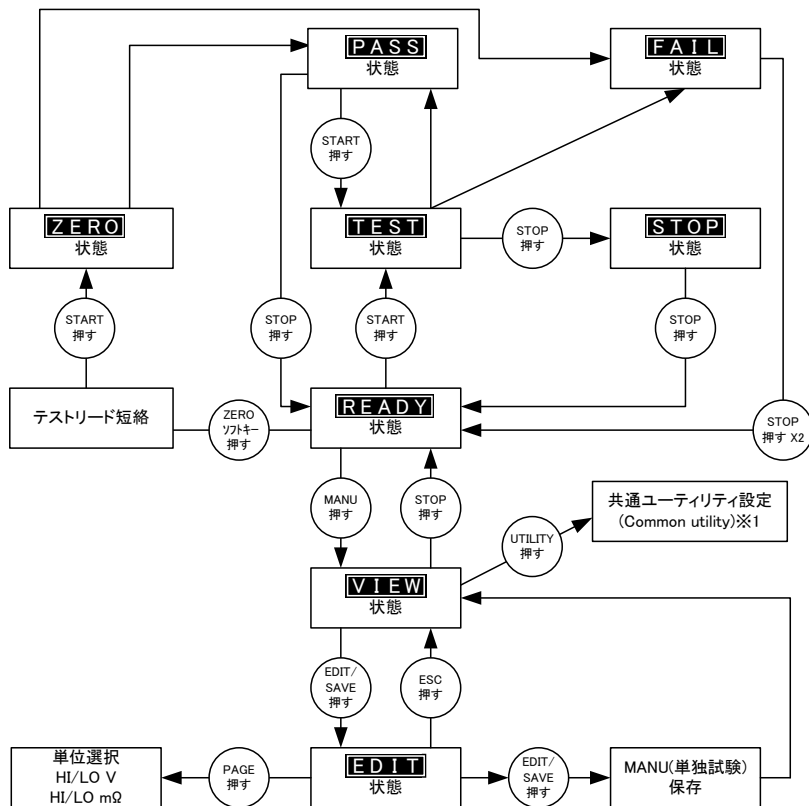 PASS
状態
FAIL
状態
START
押す
ZERO
状態
TEST
状態
STOP
押す
STOP
状態
START
押す
STOP
押す
START
押す
STOP
押す
テストリード短絡
ZERO
ソフトキー
押す
READY
状態
STOP
押す X2
MANU
押す
STOP
押す
共通ユーティリティ設定
(Common utility)※1
UTILITY
押す
VIEW
状態
EDIT/
SAVE
押す
ESC
押す
単位選択
HI/LO V
HI/LO mΩ
PAGE
押す
EDIT
状態
EDIT/
SAVE
押す
MANU(単独試験)
保存